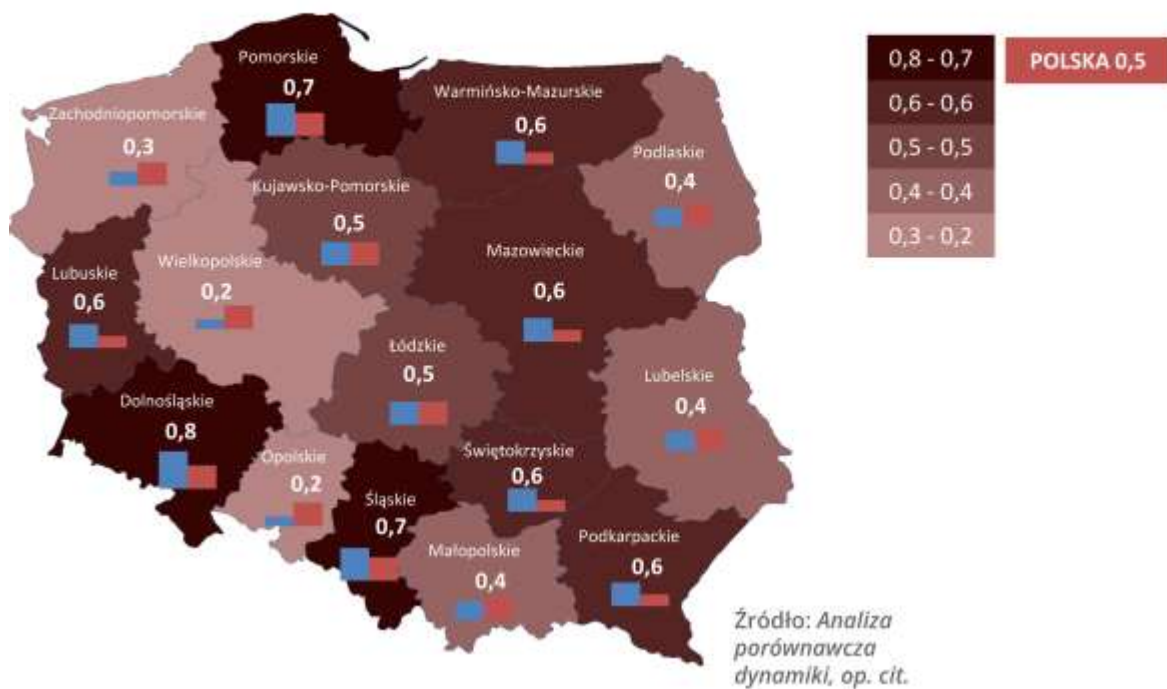 Pomorskie
0,7
Zachodniopomorskie
0,3
Warmińsko-Mazurskie
0,6
Podlaskie
0,4
Kujawsko-Pomorskie
0,5
Mazowieckie
0,6
Lubuskie
0,6
Wielkopolskie
0,2
Łódzkie
0,5
Lubelskie
0,4
Dolnośląskie
0,8
Opolskie
0,2
Śląskie
0,7
Świętokrzyskie
0,6
Małopolskie
0,4
Podkarpackie
0,6
0,8 - 0,7
0,6 - 0,6
0,5 - 0,5
0,4 - 0,4
0,3 - 0,2
POLSKA 0,5
Źródło: Analiza
porównawcza
dynamiki, op. cit.